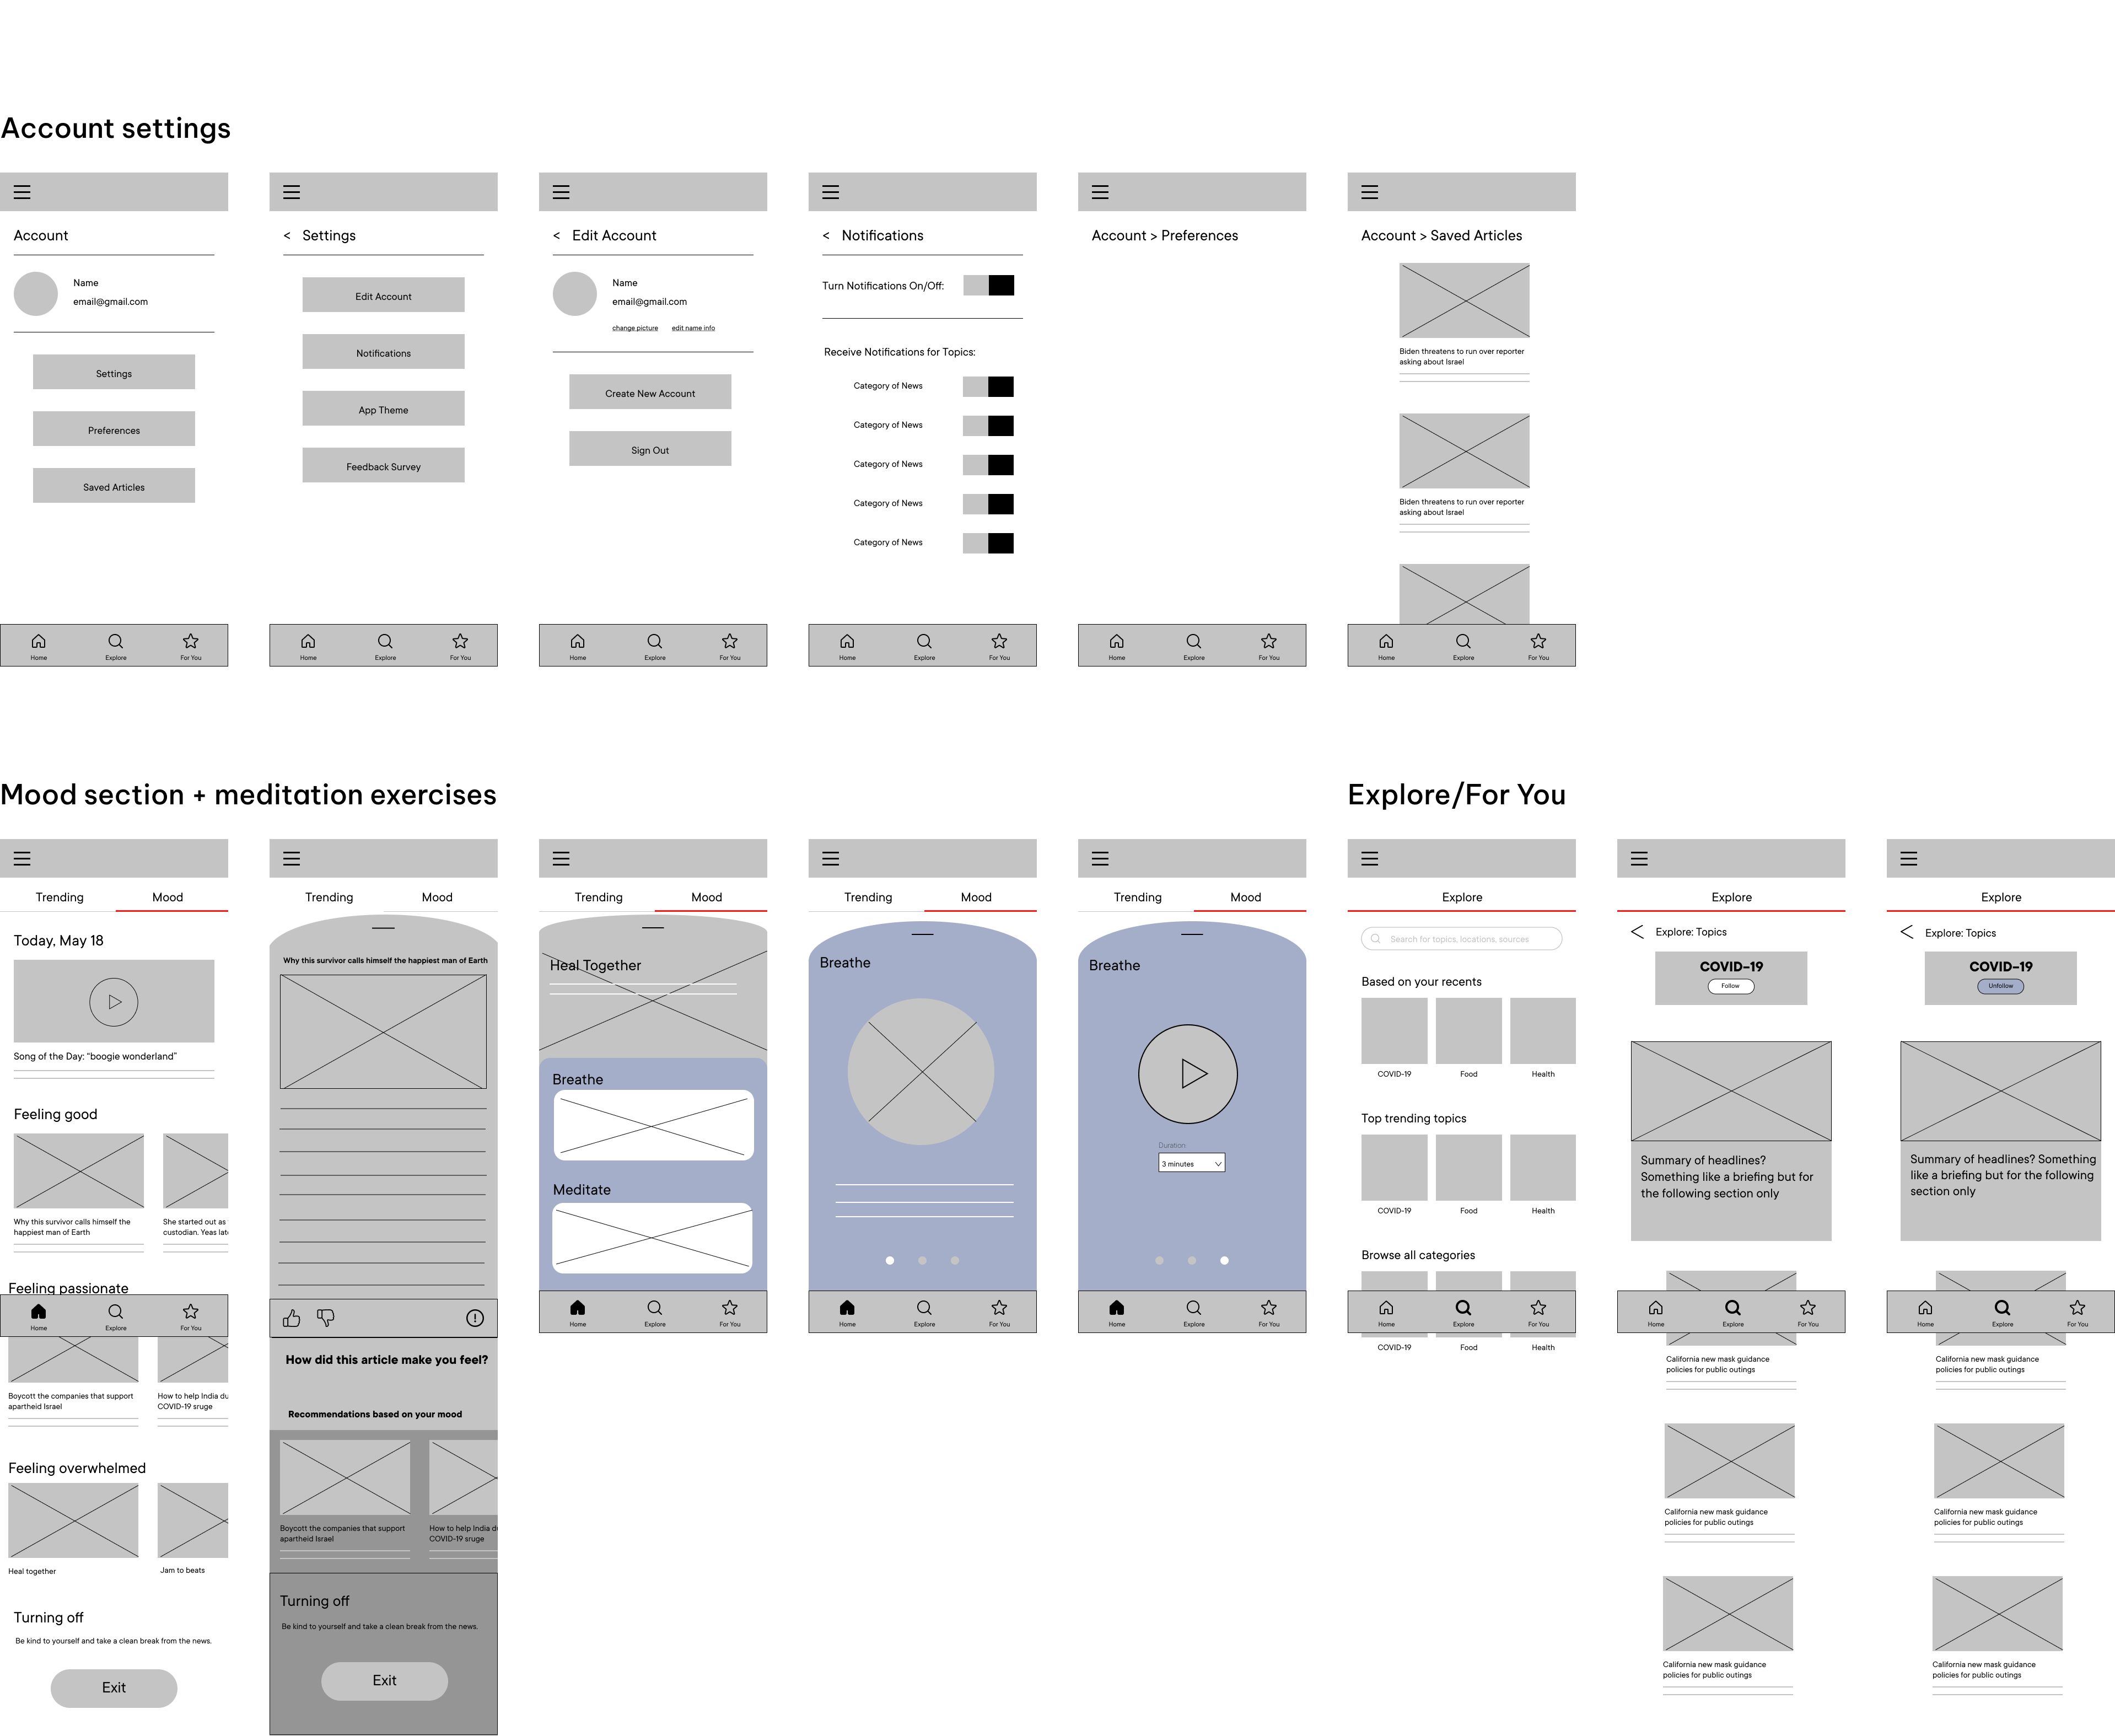 Account settings
Account
Name
email@gmail.com
Settings
Preferences
Saved Articles
Home
Explore
For You
< Settings
Edit Account
Notifications
App Theme
Feedback Survey
Home
Explore
For You
< Edit Account
Name
email@gmail.com
change picture edit name info
Create New Account
Sign Out
Home
Explore
For You
< Notifications
Turn Notifications On/Off:
Receive Notifications for Topics:
Category of News
Category of News
Category of News
Category of News
Category of News
Home
Explore
For You
Account > Preferences
Home
Explore
For You
Account > Saved Articles
Biden threatens to run over reporter
asking about Israel
Biden threatens to run over reporter
asking about Israel
Home
Explore
For You
Mood section + meditation exercises
Trending Mood
Today, May 18
Song of the Day: “boogie wonderland”
Feeling good
Why this survivor calls himself the
happiest man of Earth
She started out as
custodian. Yeas lat
Feeling passionate
Home
Explore
For You
Boycott the companies that support
apartheid Israel
How to help India du
COVID-19 sruge
Feeling overwhelmed
Heal together
Jam to beats
Turning off
Be kind to yourself and take a clean break from the news.
Exit
Trending Mood
Why this survivor calls himself the happiest man of Earth
How did this article make you feel?
Recommendations based on your mood
Boycott the companies that support
apartheid Israel
How to help India du
COVID-19 sruge
Turning off
Be kind to yourself and take a clean break from the news.
Exit
Trending Mood
Heal Together
Breathe
Meditate
Home
Explore
For You
Trending Mood
Breathe
Home
Explore
For You
Trending Mood
Breathe
Duration
3 minutes
Home
Explore
For You
Explore/For You
Explore
Search for topics, locations, sources
Based on your recents
COVID-19 Food Health
Top trending topics
COVID-19 Food Health
Browse all categories
Home
Explore
For You
COVID-19 Food Health
Explore
< Explore: Topics
COVID-19
Follow
Summary of headlines?
Something like a briefing but for
the following section only
Home
Explore
For You
California new mask guidance
policies for public outings
California new mask guidance
policies for public outings
California new mask guidance
policies for public outings
Explore
< Explore: Topics
COVID-19
Unfollow
Summary of headlines? Something
like a briefing but for the following
section only
Home
Explore
For You
California new mask guidance
policies for public outings
California new mask guidance
policies for public outings
California new mask guidance
policies for public outings